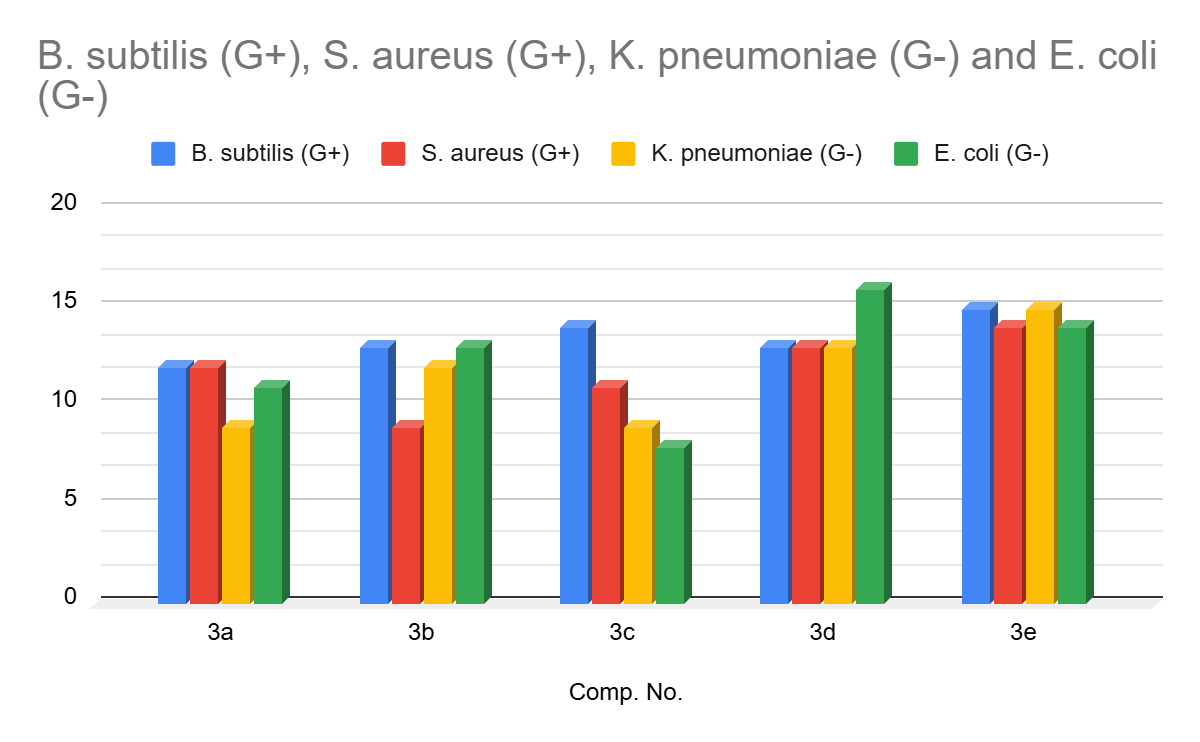 B. subtilis (G+), S. aureus (G+), K. pneumoniae (G-) and E. coli
(G-)
B. subtilis (G+) S. aureus (G+) K. pneumoniae (G-) E. coli (G-)
20
15
10
5
0
3a 3b 3c 3d 3e
Comp. No.